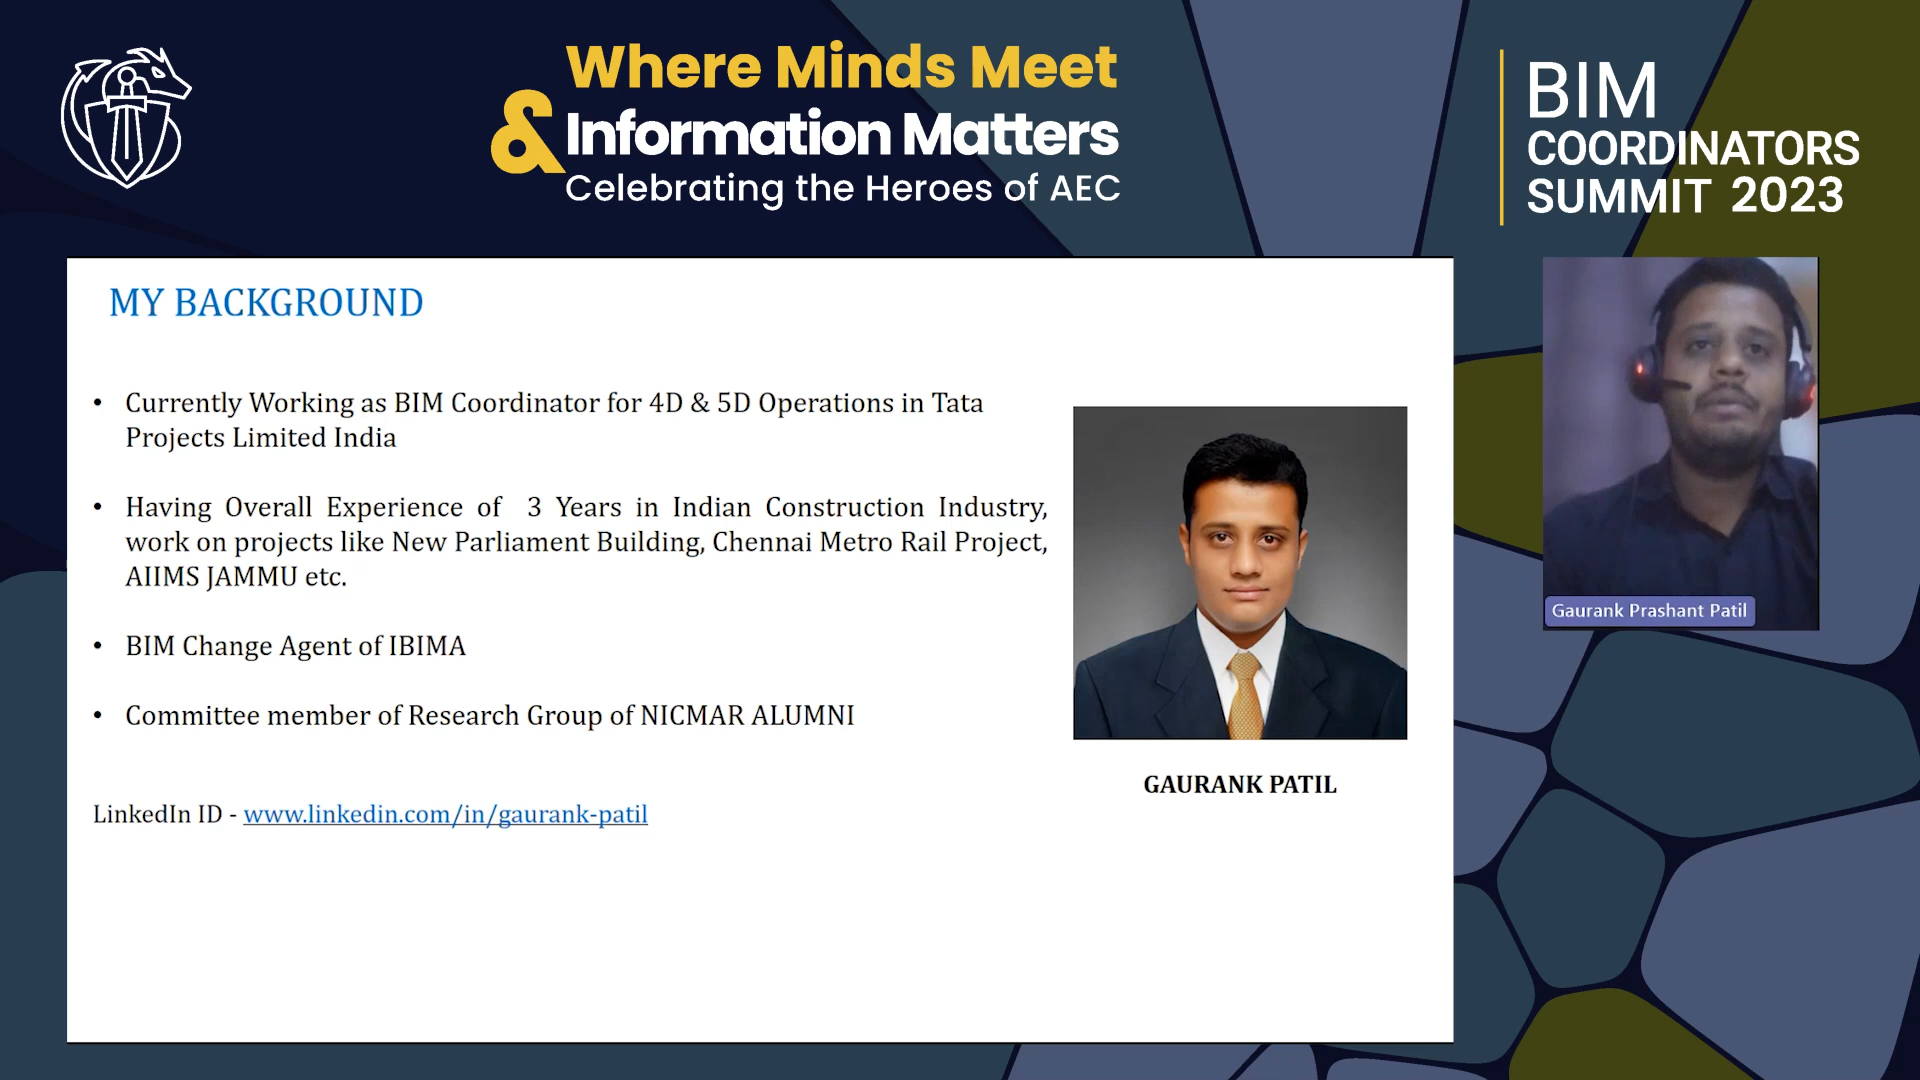 Where Minds Meet
& Information Matters
Celebrating the Heroes of AEC
BIM
COORDINATORS
SUMMIT 2023
MY BACKGROUND
• Currently Working as BIM Coordinator for 4D & 5D Operations in Tata
Projects Limited India
• Having Overall Experience of 3 Years in Indian Construction Industry,
work on projects like New Parliament Building, Chennai Metro Rail Project,
AIIMS JAMMU etc.
• BIM Change Agent of IBIMA
• Committee member of Research Group of NICMAR ALUMNI
LinkedIn ID - www.linkedin.com/in/gaurank-patil
GAURANK PATIL
Gaurank Prashant Patil